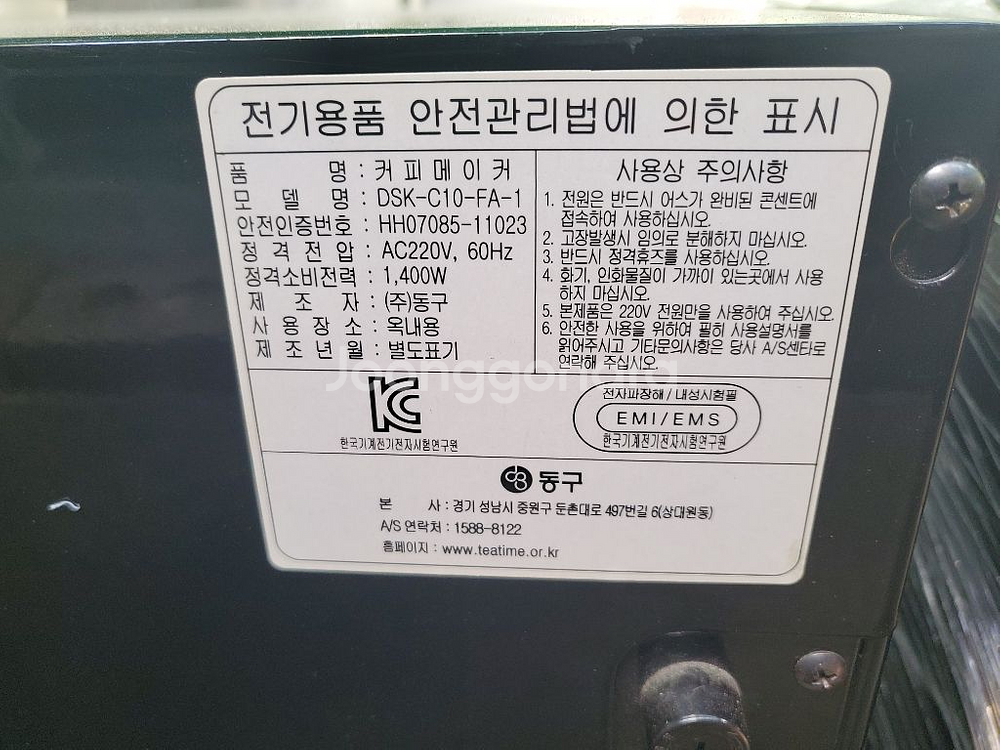 전기용품 안전관리법에 의한 표시
품 명 : 커피메이커
모 델 명 : DSK-C10-FA-1
안전인증번호 : HH07085-11023
정 격 전 압 : AC220V, 60Hz
정격소비전력 : 1,400W
제 조 자 : (주)동구
사 용 장 소 : 옥내용
제 조 년 월 : 별도표기
사용상 주의사항
1. 전원은 반드시 어스가 완비된 콘센트에
접속하여 사용하십시오.
2. 고장발생시 임의로 분해하지 마십시오.
3. 반드시 정격휴즈를 사용하십시오.
4. 화기, 인화물질이 가까이 있는곳에서 사용
하지 마십시오.
5. 본제품은 220V 전원만을 사용하여 주십시오.
6. 안전한 사용을 위하여 필히 사용설명서를
읽어주시고 기타문의사항은 당사 A/S센타로
연락해 주십시오.
Joonggonara
KC
한국기계전기전자시험연구원
전자파장해/내성시험필
EMI/EMS
한국기계전기전자시험연구원
동구
본 사 : 경기 성남시 중원구 둔촌대로 497번길 6(상대원동)
A/S 연락처 : 1588-8122
홈페이지 : www.teatime.or.kr